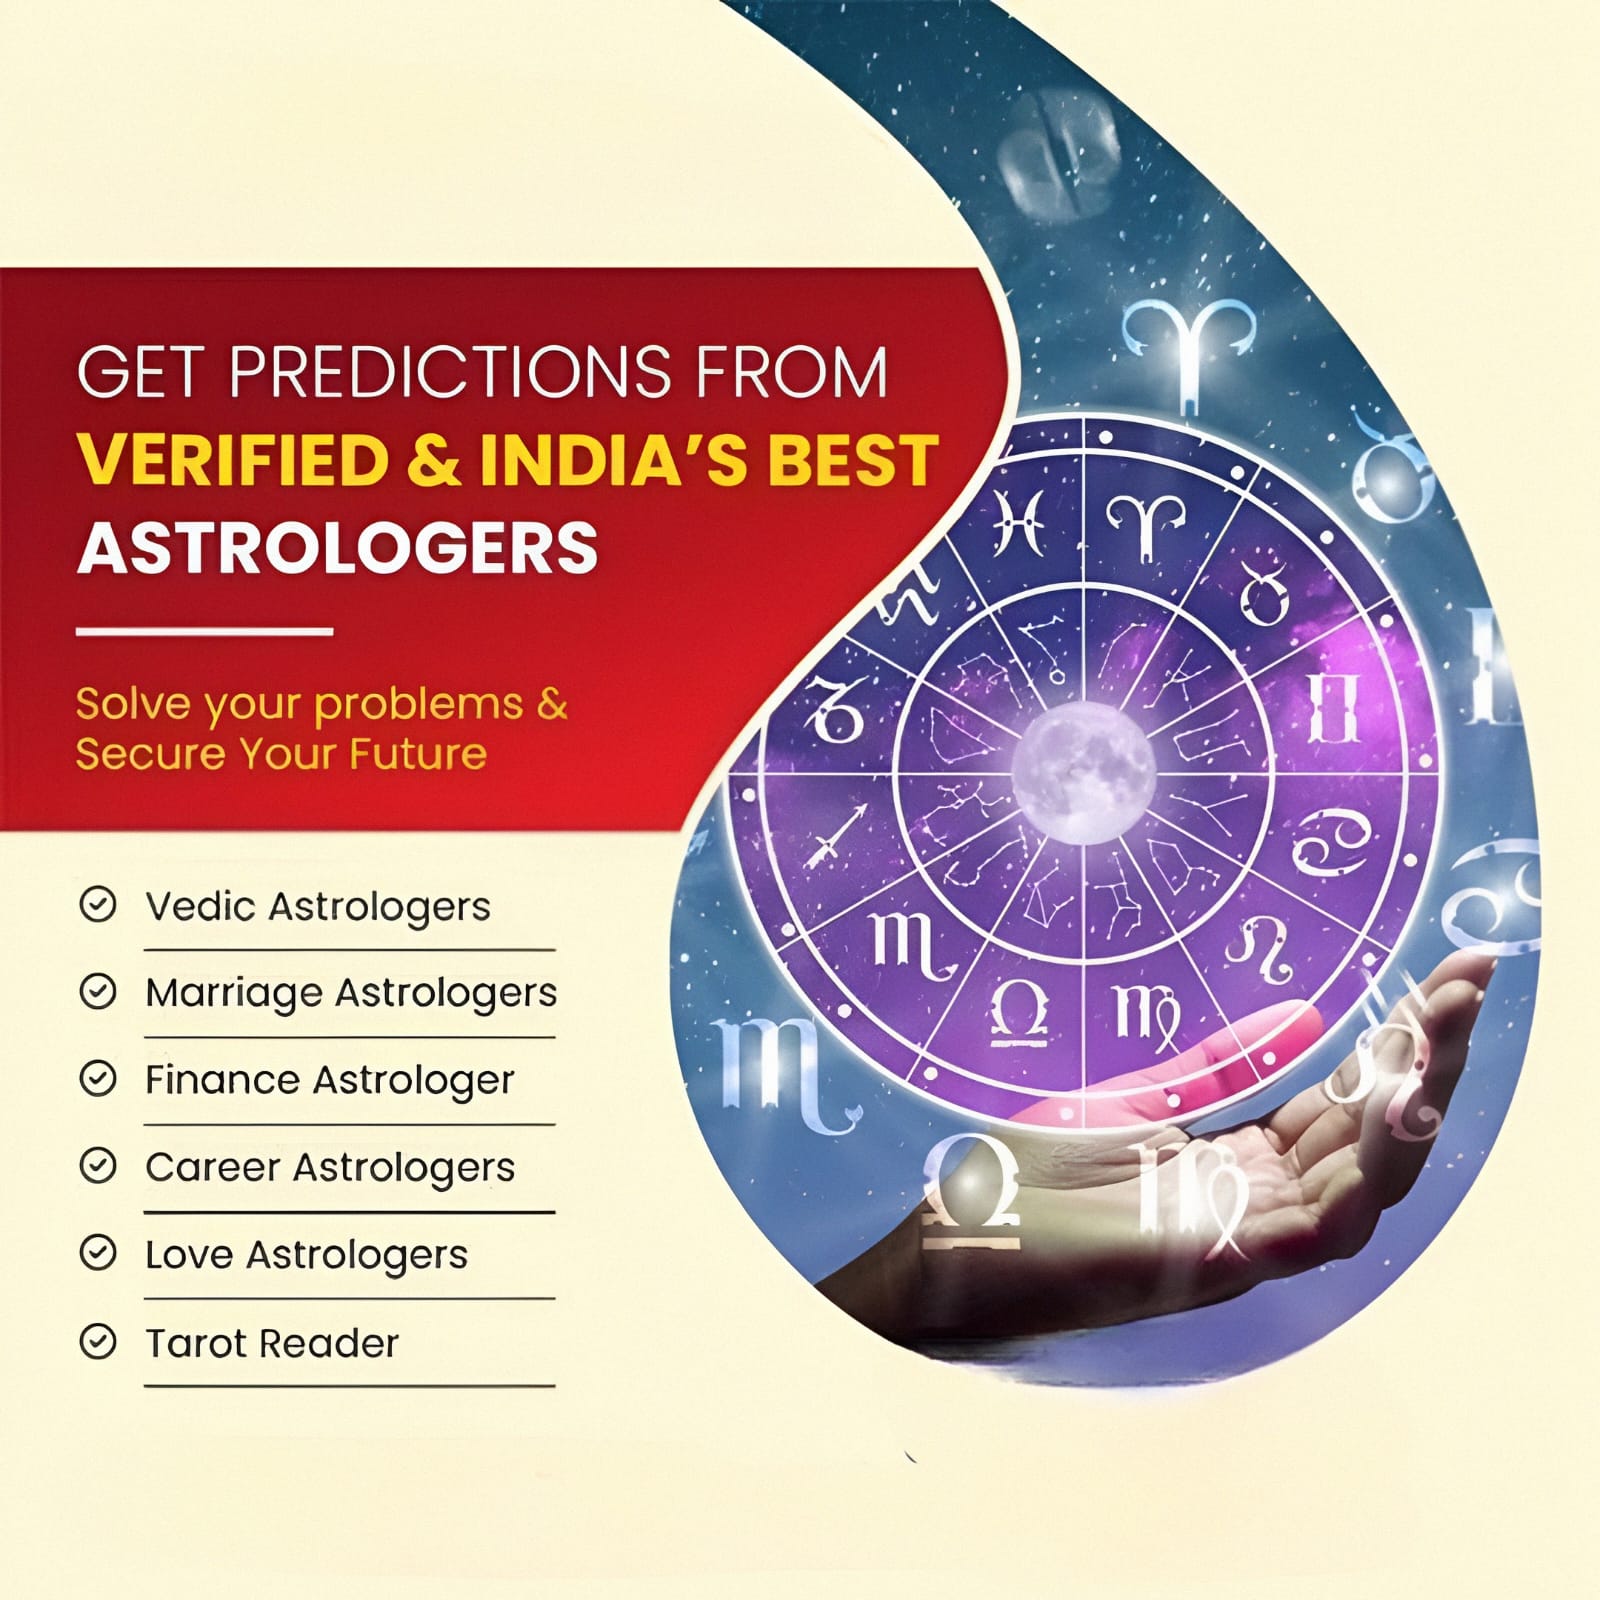 GET PREDICTIONS FROM
VERIFIED & INDIA’S BEST
ASTROLOGERS
Solve your problems &
Secure Your Future
Vedic Astrologers
Marriage Astrologers
Finance Astrologer
Career Astrologers
Love Astrologers
Tarot Reader